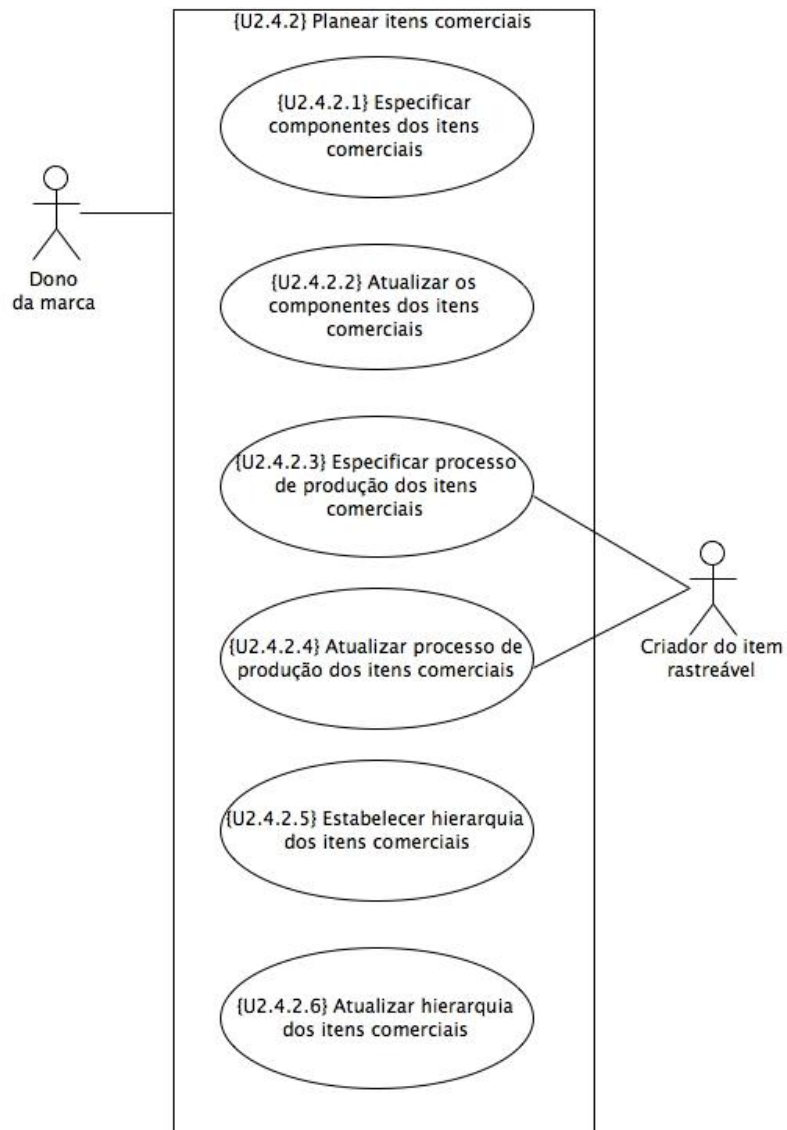 {U2.4.2} Planear itens comerciais
{U2.4.2.1} Especificar
componentes dos itens
comerciais
Dono
da marca
{U2.4.2.2} Atualizar os
componentes dos itens
comerciais
{U2.4.2.3} Especificar processo
de produção dos itens
comerciais
{U2.4.2.4} Atualizar processo de
produção dos itens comerciais
Criador do item
rastreável
{U2.4.2.5} Estabelecer hierarquia
dos itens comerciais
{U2.4.2.6} Atualizar hierarquia
dos itens comerciais